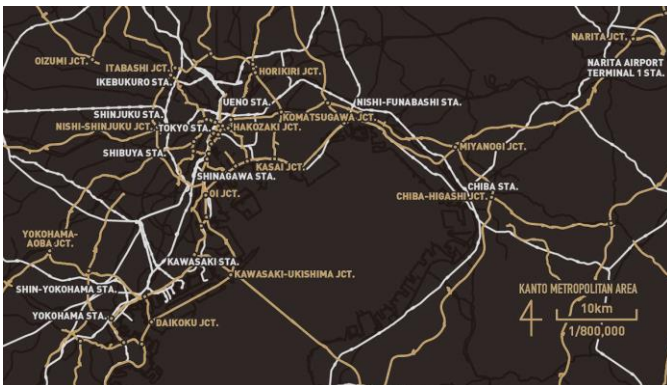 NARITA JCT.
OIZUMI JCT.
ITABASHI JCT.
HORIKIRI JCT.
NARITA AIRPORT
TERMINAL 1 STA.
IKEBUKURO STA.
UENO STA.
NISHI-FUNABASHI STA.
SHINJUKU STA.
KOMATSUGAWA JCT.
NISHI-SHINJUKU JCT.
TOKYO STA.
HAKOZAKI JCT.
MIYANOGI JCT.
SHIBUYA STA.
KASAI JCT.
SHINAGAWA STA.
CHIBA STA.
OI JCT.
CHIBA-HIGASHI JCT.
YOKOHAMA-
AOBA JCT.
KAWASAKI STA.
KAWASAKI-UKISHIMA JCT.
SHIN-YOKOHAMA STA.
KANTO METROPOLITAN AREA
10km
1/800,000
YOKOHAMA STA.
DAIKOKU JCT.